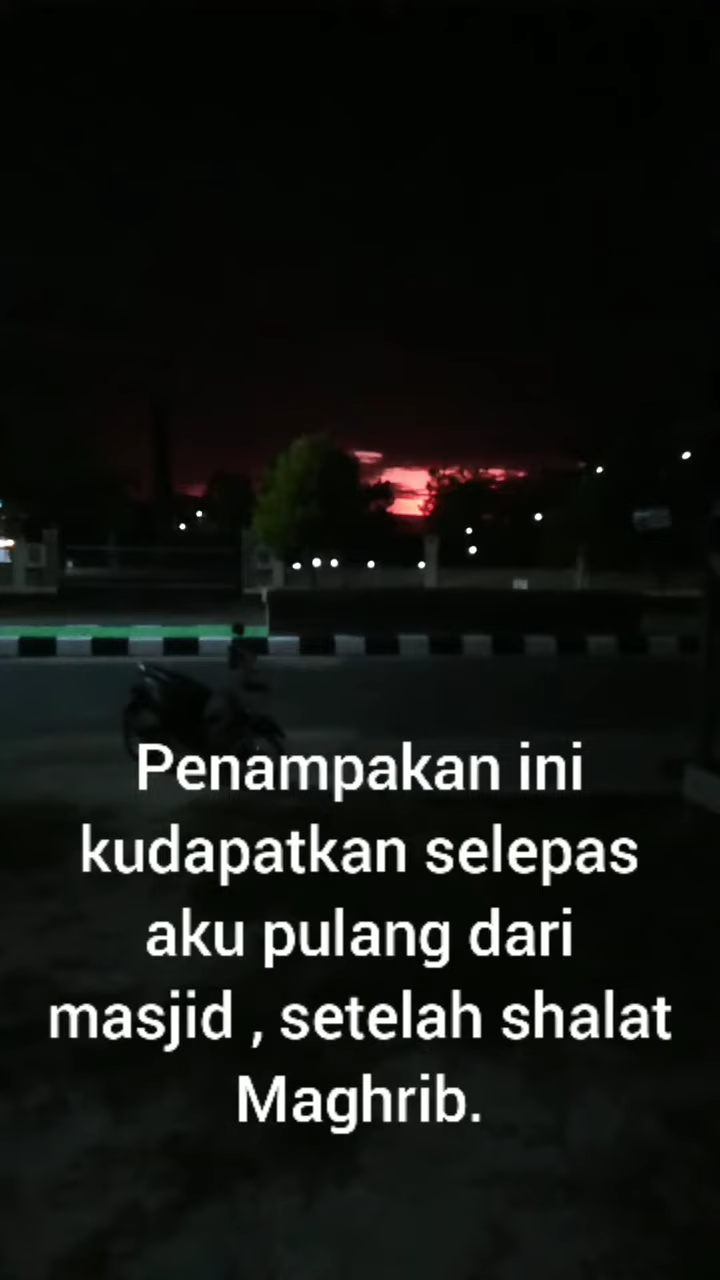 Penampakan ini
kudapatkan selepas
aku pulang dari
masjid , setelah shalat
Maghrib.